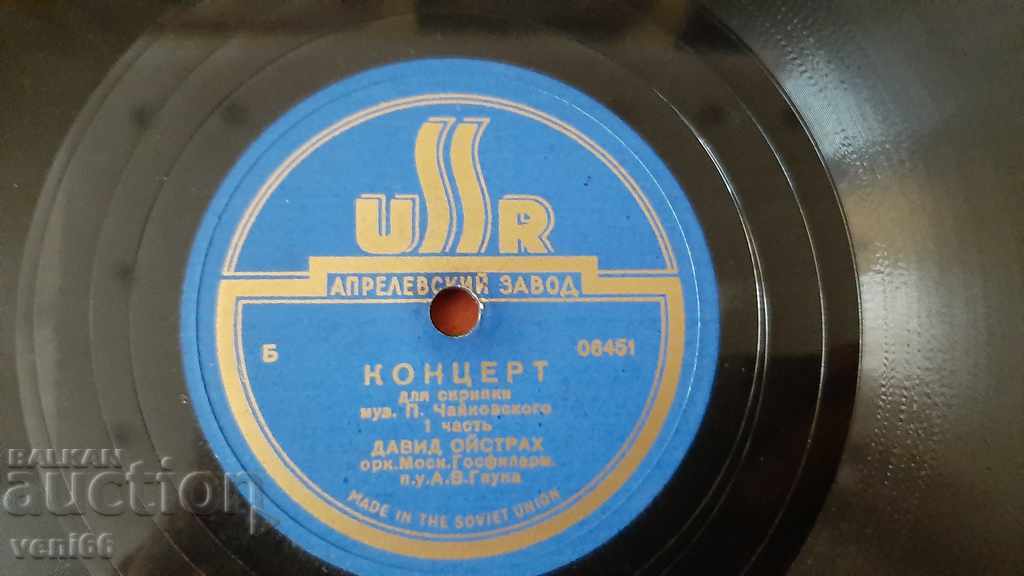 USSR
АПРЕЛЕВСКИЙ ЗАВОД
Б 06451
КОНЦЕРТ
для скрипки
муз. П. Чайковского
1 часть
ДАВИД ОЙСТРАХ
орк. Моск. Госфиларм.
п.у. А. В. Гаука
MADE IN THE SOVIET UNION
BALKAN
auction
veni66